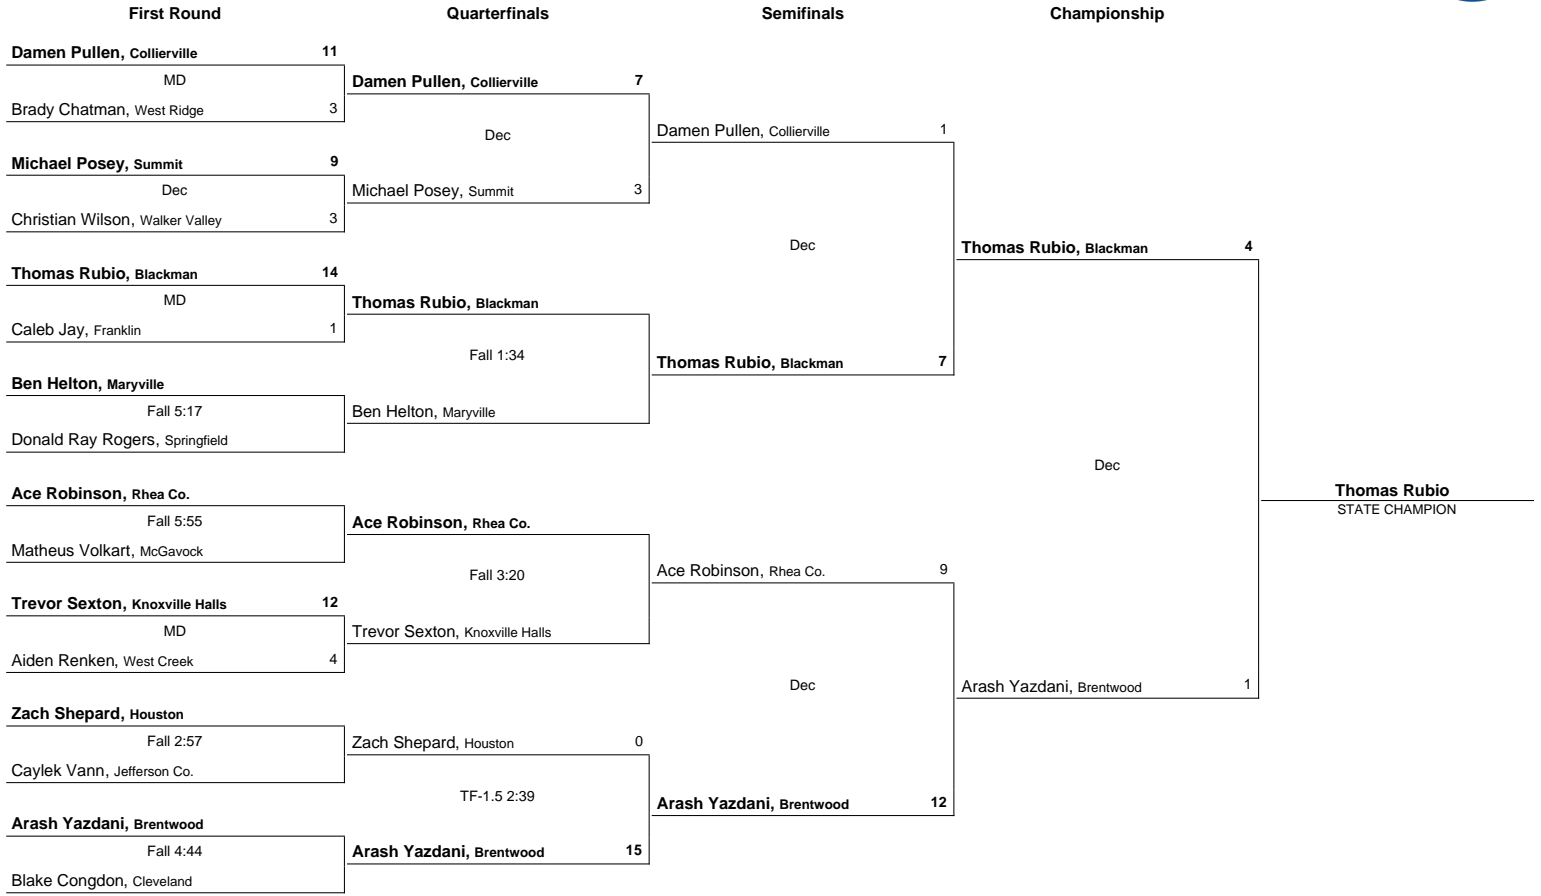 First Round Quarterfinals Semifinals Championship
Damen Pullen, Collierville 11
MD
Brady Chatman, West Ridge 3
Michael Posey, Summit 9
Dec
Christian Wilson, Walker Valley 3
Thomas Rubio, Blackman 14
MD
Caleb Jay, Franklin 1
Ben Helton, Maryville
Fall 5:17
Donald Ray Rogers, Springfield
Ace Robinson, Rhea Co.
Fall 5:55
Matheus Volkart, McGavock
Trevor Sexton, Knoxville Halls 12
MD
Aiden Renken, West Creek 4
Zach Shepard, Houston
Fall 2:57
Caylek Vann, Jefferson Co.
Arash Yazdani, Brentwood
Fall 4:44
Blake Congdon, Cleveland
Damen Pullen, Collierville 7
Dec
Michael Posey, Summit 3
Thomas Rubio, Blackman
Fall 1:34
Ben Helton, Maryville
Ace Robinson, Rhea Co.
Fall 3:20
Trevor Sexton, Knoxville Halls
Zach Shepard, Houston 0
TF-1.5 2:39
Arash Yazdani, Brentwood 15
Damen Pullen, Collierville 1
Dec
Thomas Rubio, Blackman 7
Ace Robinson, Rhea Co. 9
Dec
Arash Yazdani, Brentwood 12
Thomas Rubio, Blackman 4
Dec
Arash Yazdani, Brentwood 1
Thomas Rubio
STATE CHAMPION